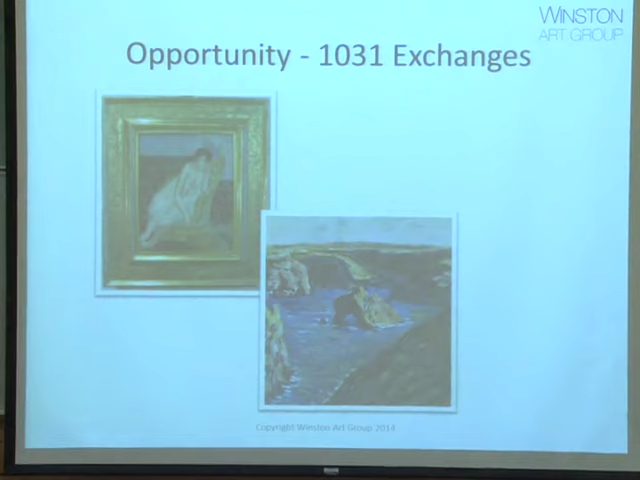 WINSTON
ART GROUP
Opportunity - 1031 Exchanges
Copyright Winston Art Group 2014